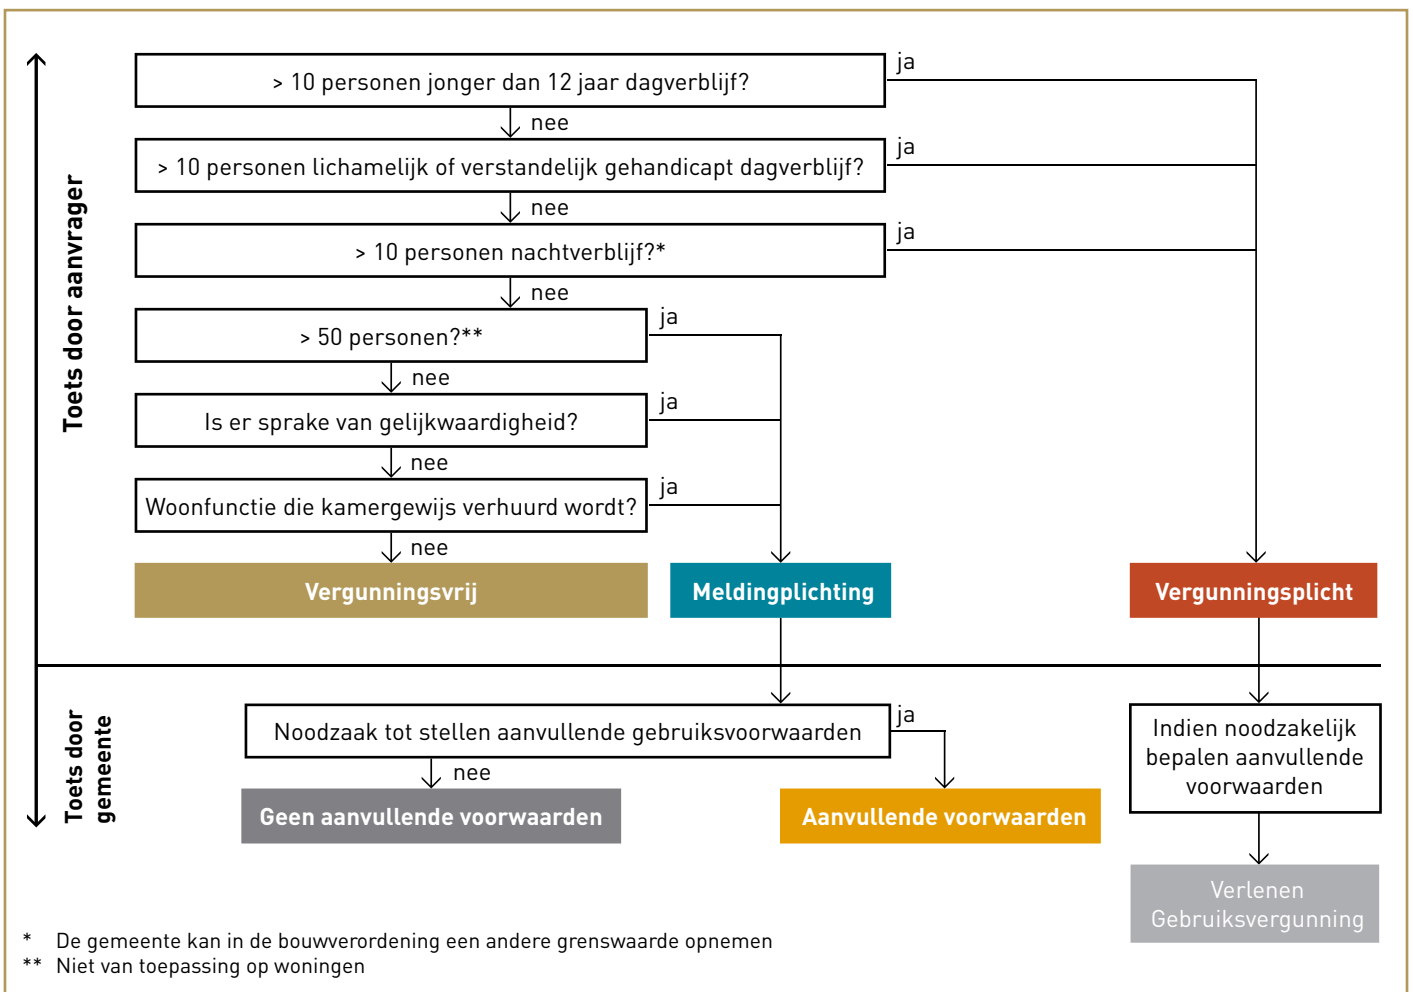 Toets door aanvrager
> 10 personen jonger dan 12 jaar dagverblijf?
ja
nee
> 10 personen lichamelijk of verstandelijk gehandicapt dagverblijf?
ja
nee
> 10 personen nachtverblijf?*
ja
nee
> 50 personen?**
ja
nee
Is er sprake van gelijkwaardigheid?
ja
nee
Woonfunctie die kamergewijs verhuurd wordt?
ja
nee
Vergunningsvrij
Meldingplichting
Vergunningsplicht
Toets door
gemeente
Noodzaak tot stellen aanvullende gebruiksvoorwaarden
ja
nee
Geen aanvullende voorwaarden
Aanvullende voorwaarden
Indien noodzakelijk
bepalen aanvullende
voorwaarden
Verlenen
Gebruiksvergunning
* De gemeente kan in de bouwverordening een andere grenswaarde opnemen
** Niet van toepassing op woningen